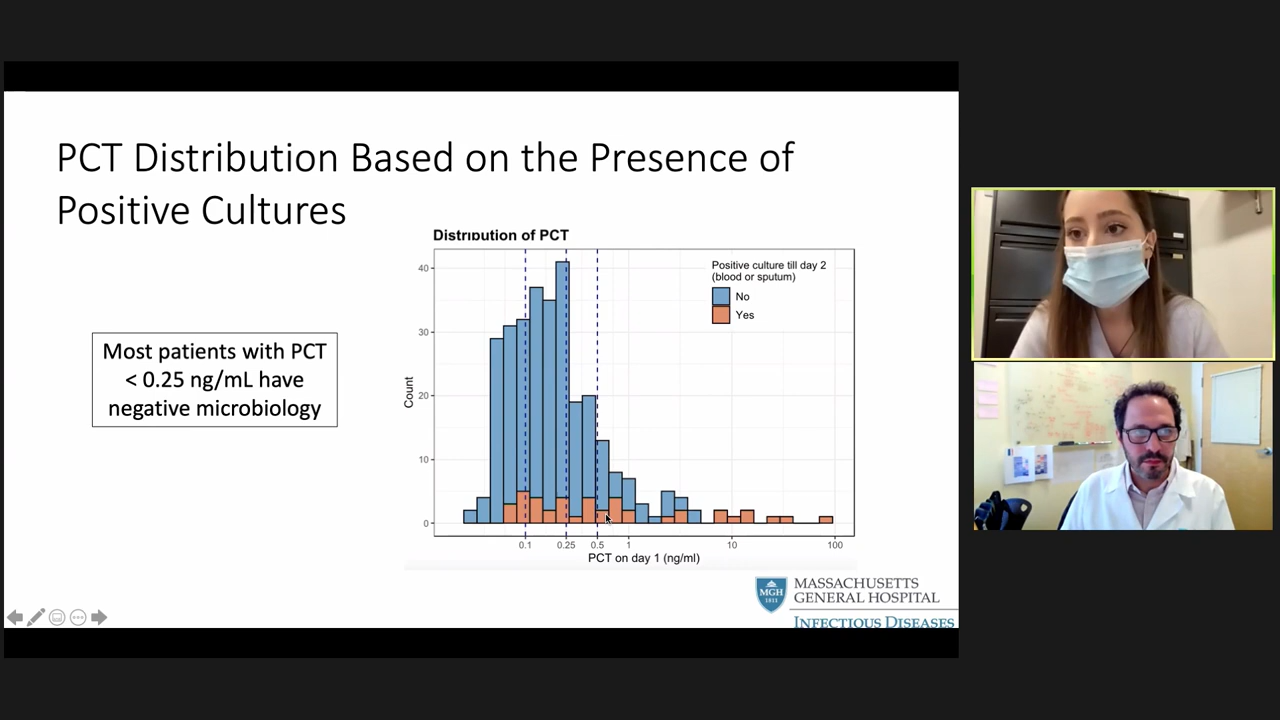 PCT Distribution Based on the Presence of
Positive Cultures
Most patients with PCT
< 0.25 ng/mL have
negative microbiology
Distribution of PCT
Positive culture till day 2
(blood or sputum)
No
Yes
Count
40
30
20
10
0
0.1
0.25
0.5
1
10
100
PCT on day 1 (ng/ml)
MGH
1811
MASSACHUSETTS
GENERAL HOSPITAL
INFECTIOUS DISEASES